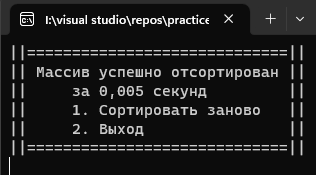 I:\visual studio\repos\practice
||============================||
|| Массив успешно отсортирован ||
|| за 0,005 секунд ||
|| 1. Сортировать заново ||
|| 2. Выход ||
||============================||